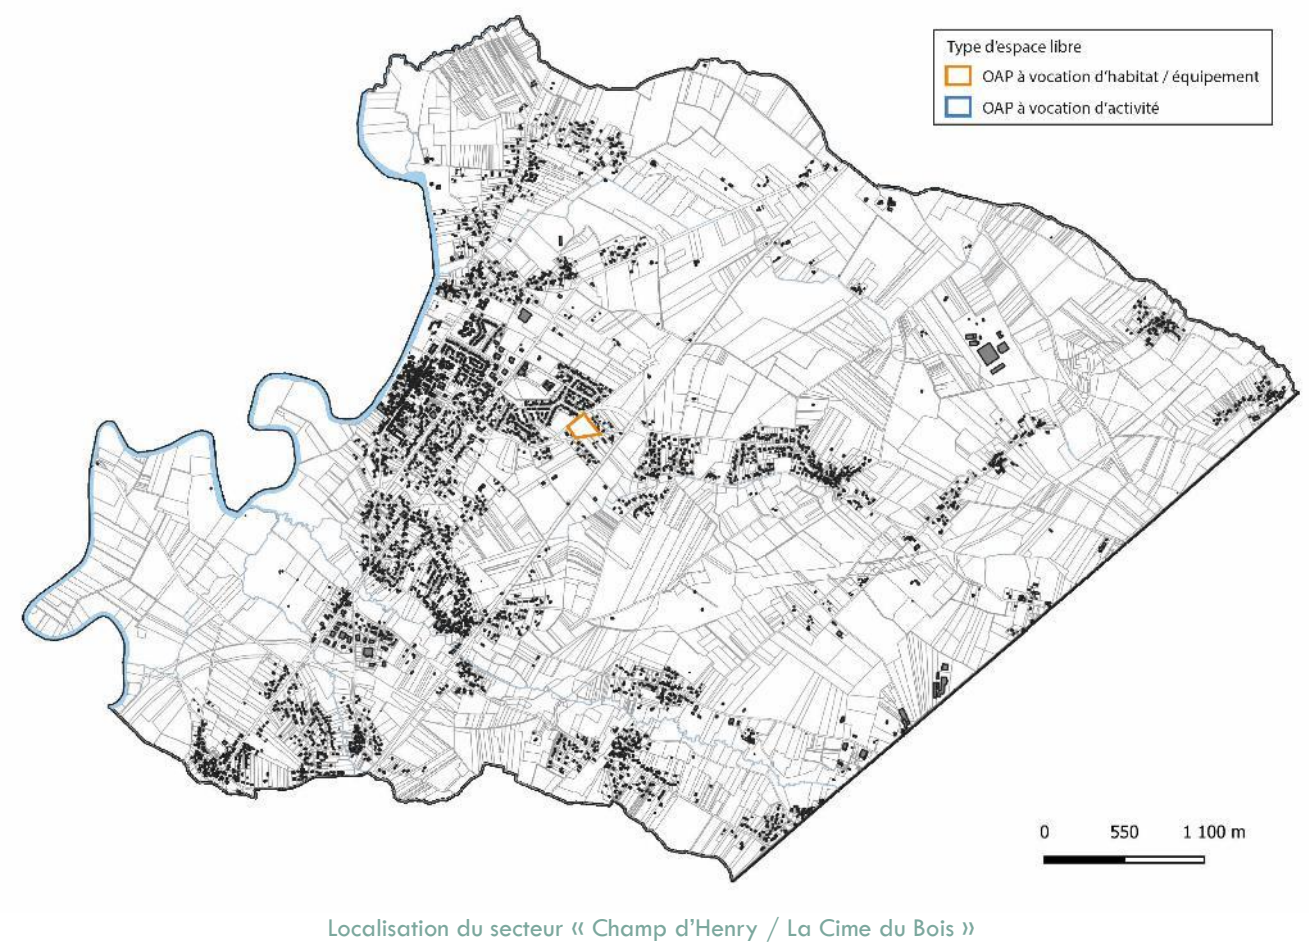 Type d'espace libre
OAP à vocation d'habitat / équipement
OAP à vocation d'activité
0 550 1 100 m
Localisation du secteur « Champ d'Henry / La Cime du Bois »